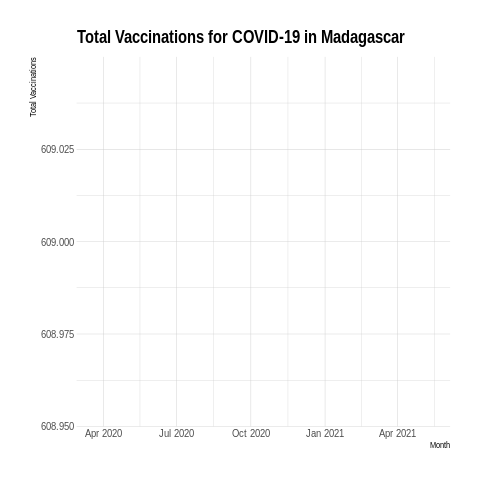 Total Vaccinations for COVID-19 in Madagascar
Total Vaccinations
609.025
609.000
608.975
608.950
Apr 2020 Jul 2020 Oct 2020 Jan 2021 Apr 2021
Month